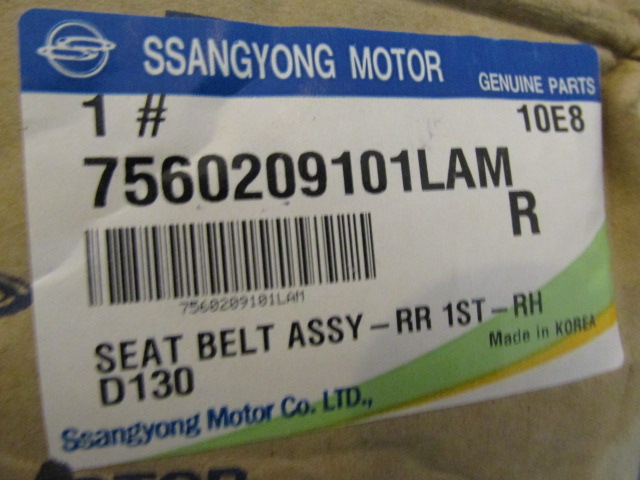 SSANGYONG MOTOR GENUINE PARTS
1 # 10E8
7560209101LAM
R
7560209101LAM
SEAT BELT ASSY-RR 1ST-RH
D130 Made in KOREA
Ssangyong Motor Co. LTD.,